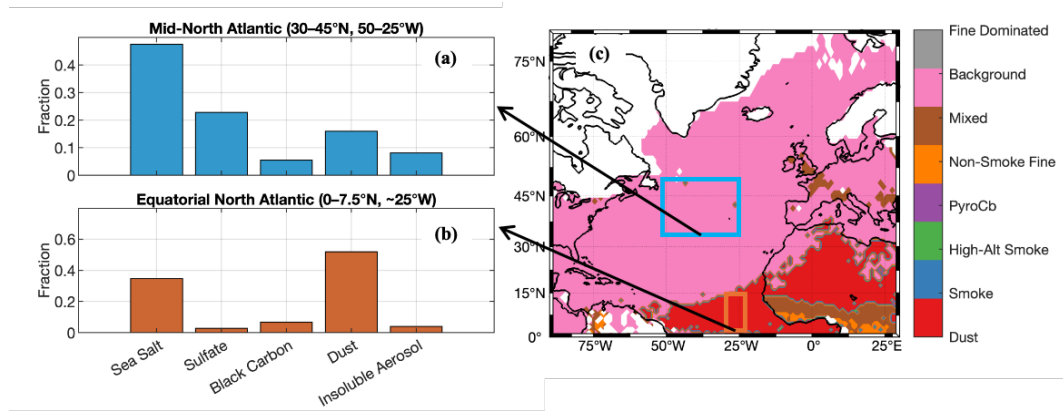 Mid-North Atlantic (30–45°N, 50–25°W)
(a)
Fraction
0.4
0.3
0.2
0.1
0
Equatorial North Atlantic (0–7.5°N, ~25°W)
(b)
Fraction
0.6
0.4
0.2
0
Sea Salt
Sulfate
Black Carbon
Dust
Insoluble Aerosol
(c)
75°N
60°N
45°N
30°N
15°N
0°
75°W
50°W
25°W
0°
25°E
Fine Dominated
Background
Mixed
Non-Smoke Fine
PyroCb
High-Alt Smoke
Smoke
Dust